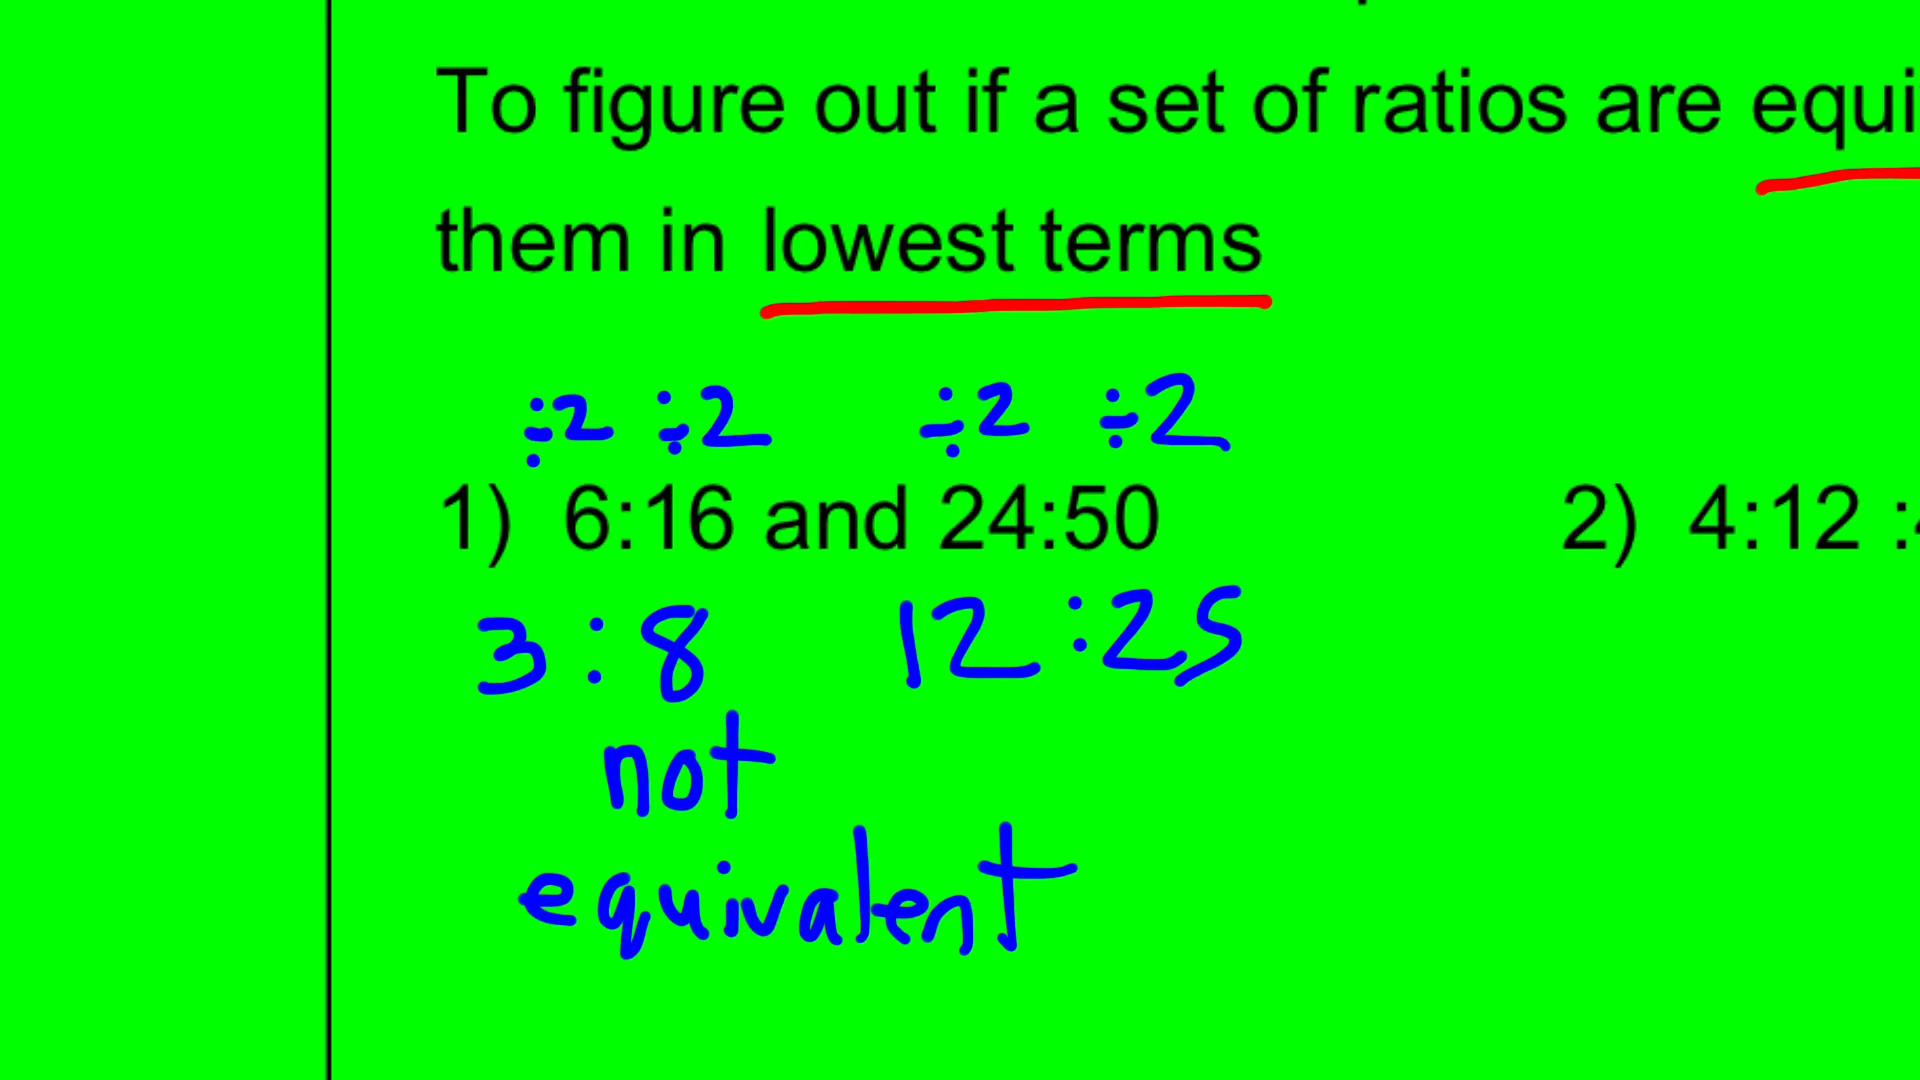 To figure out if a set of ratios are equi
them in lowest terms
÷2 ÷2 ÷2 ÷2
1) 6:16 and 24:50 2) 4:12 :
3:8 12:25
not
equivalent